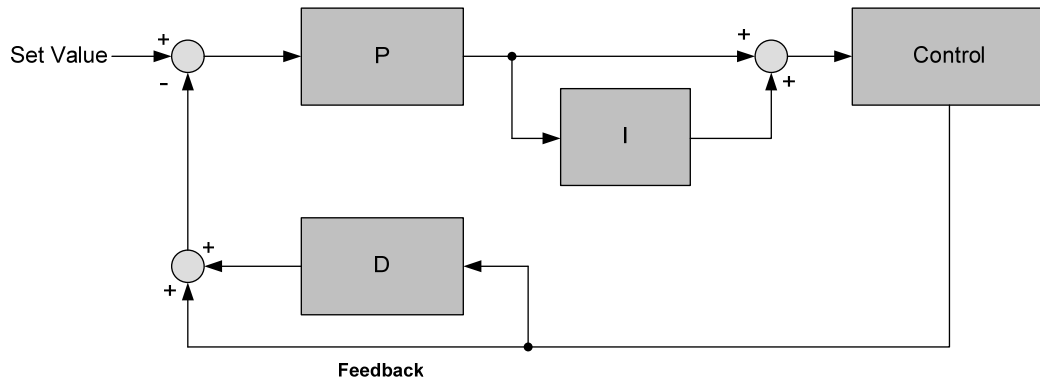 Set Value
+
-
P
+
+
Control
I
D
+
+
Feedback